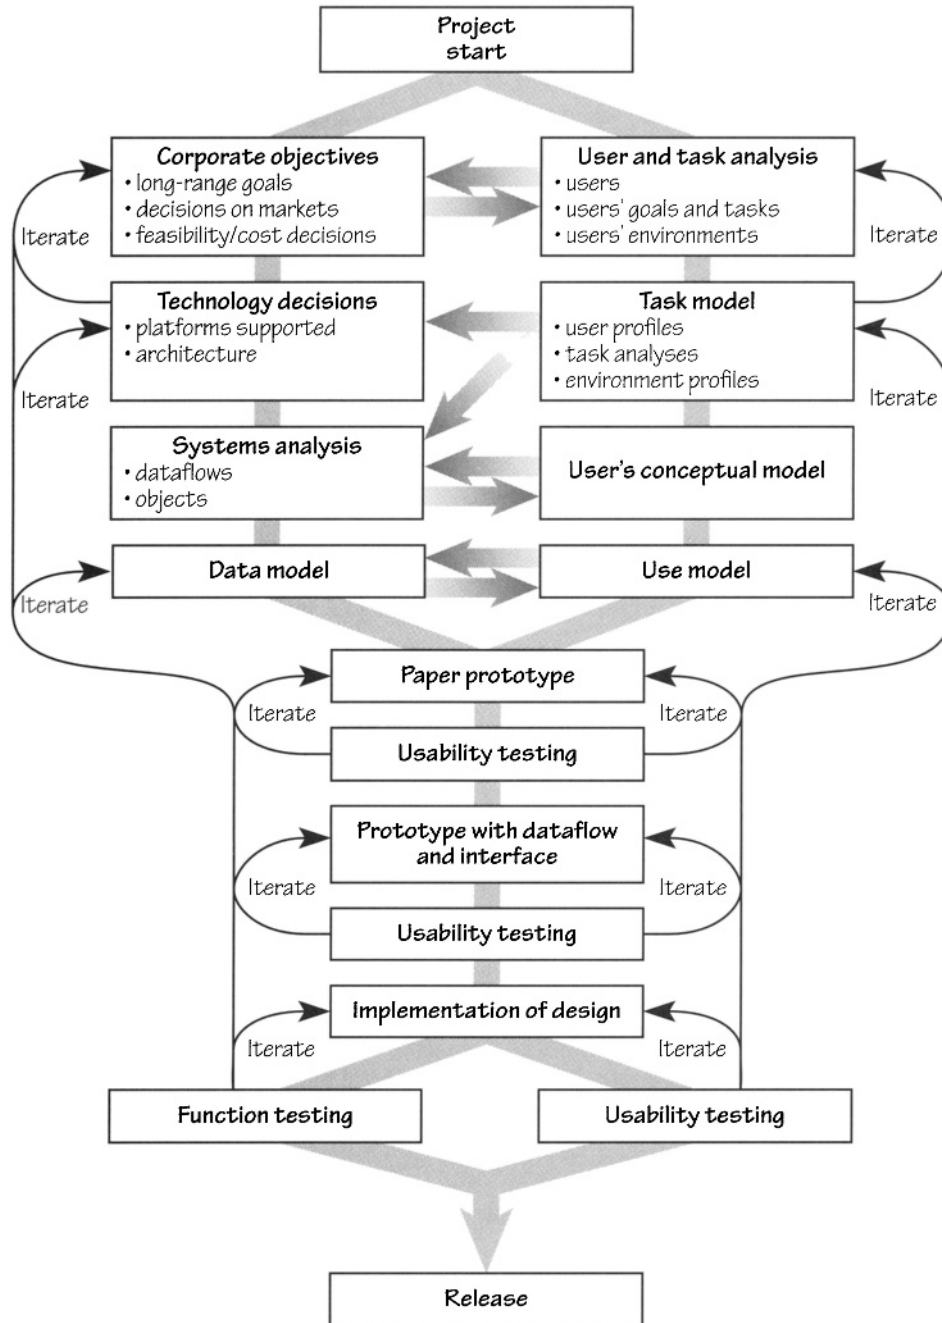 Project
start
Corporate objectives
• long-range goals
• decisions on markets
• feasibility/cost decisions
User and task analysis
• users
• users' goals and tasks
• users' environments
Iterate
Iterate
Technology decisions
• platforms supported
• architecture
Task model
• user profiles
• task analyses
• environment profiles
Iterate
Iterate
Systems analysis
• dataflows
• objects
User's conceptual model
Data model
Use model
Iterate
Iterate
Paper prototype
Iterate
Iterate
Usability testing
Prototype with dataflow
and interface
Iterate
Iterate
Usability testing
Implementation of design
Iterate
Iterate
Function testing
Usability testing
Release